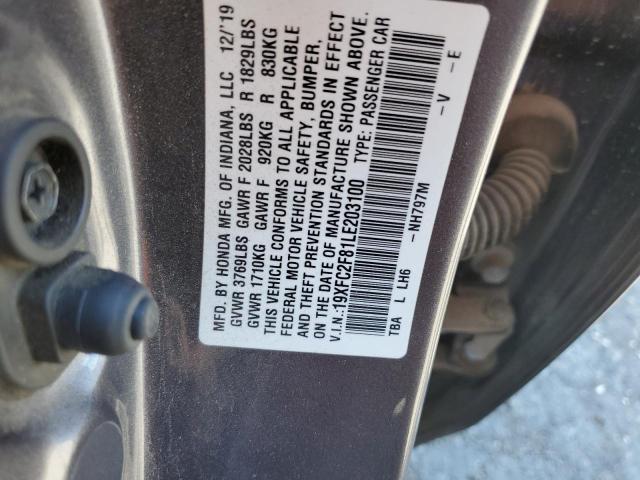 MFD. BY HONDA MFG. OF INDIANA, LLC 12/'19
GVWR 3769LBS GAWR F 2028LBS R 1829LBS
GVWR 1710KG GAWR F 920KG R 830KG
THIS VEHICLE CONFORMS TO ALL APPLICABLE
FEDERAL MOTOR VEHICLE SAFETY, BUMPER,
AND THEFT PREVENTION STANDARDS IN EFFECT
ON THE DATE OF MANUFACTURE SHOWN ABOVE.
V.I.N.:19XFC2F81LE203100 TYPE: PASSENGER CAR
TBA L LH6 -NH797M -V -E